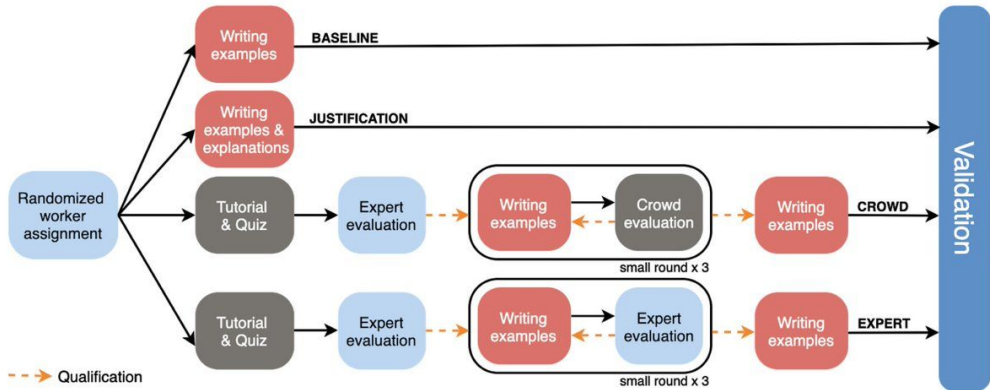 Writing
examples
BASELINE
Writing
examples &
explanations
JUSTIFICATION
Randomized
worker
assignment
Tutorial
& Quiz
Expert
evaluation
Writing
examples
Crowd
evaluation
small round x 3
Writing
examples
CROWD
Tutorial
& Quiz
Expert
evaluation
Writing
examples
Expert
evaluation
small round x 3
Writing
examples
EXPERT
Validation
Qualification